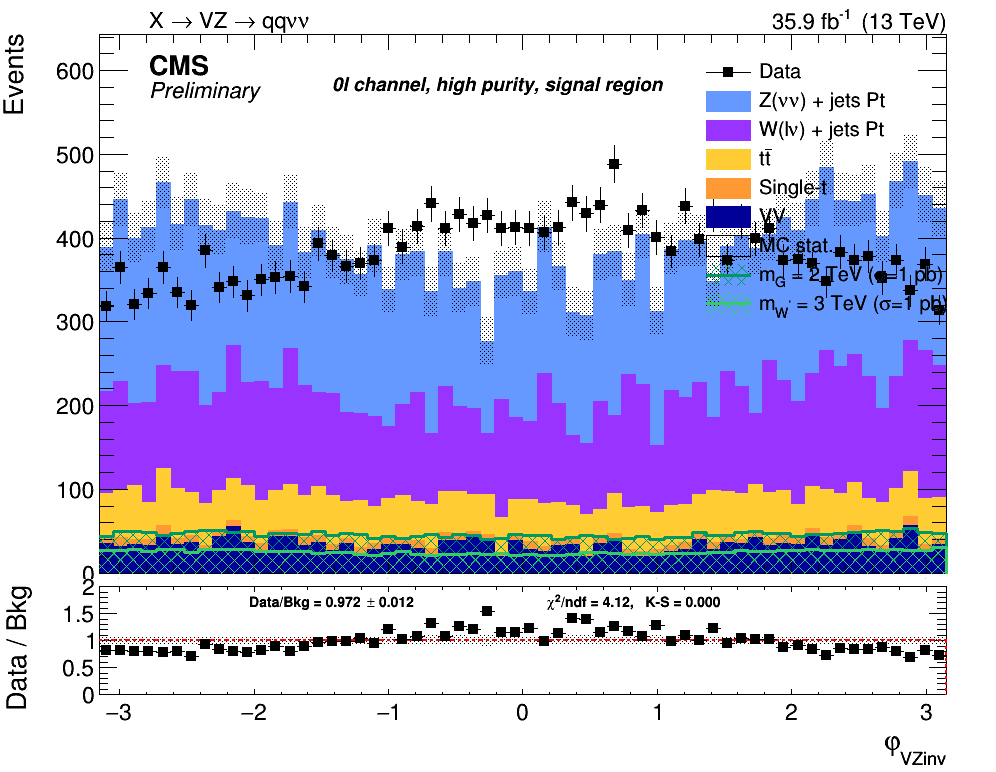 X → VZ → qqνν
35.9 fb⁻¹ (13 TeV)
Events
CMS
Preliminary
0l channel, high purity, signal region
Data
Z(νν) + jets Pt
W(lν) + jets Pt
tt̄
Single-t
VV
MC stat.
m_G = 2 TeV (σ=1 pb)
m_W' = 3 TeV (σ=1 pb)
600
500
400
300
200
100
0
Data / Bkg
Data/Bkg = 0.972 ± 0.012
χ²/ndf = 4.12, K-S = 0.000
2
1.5
1
0.5
0
−3 −2 −1 0 1 2 3
φ_VZinv